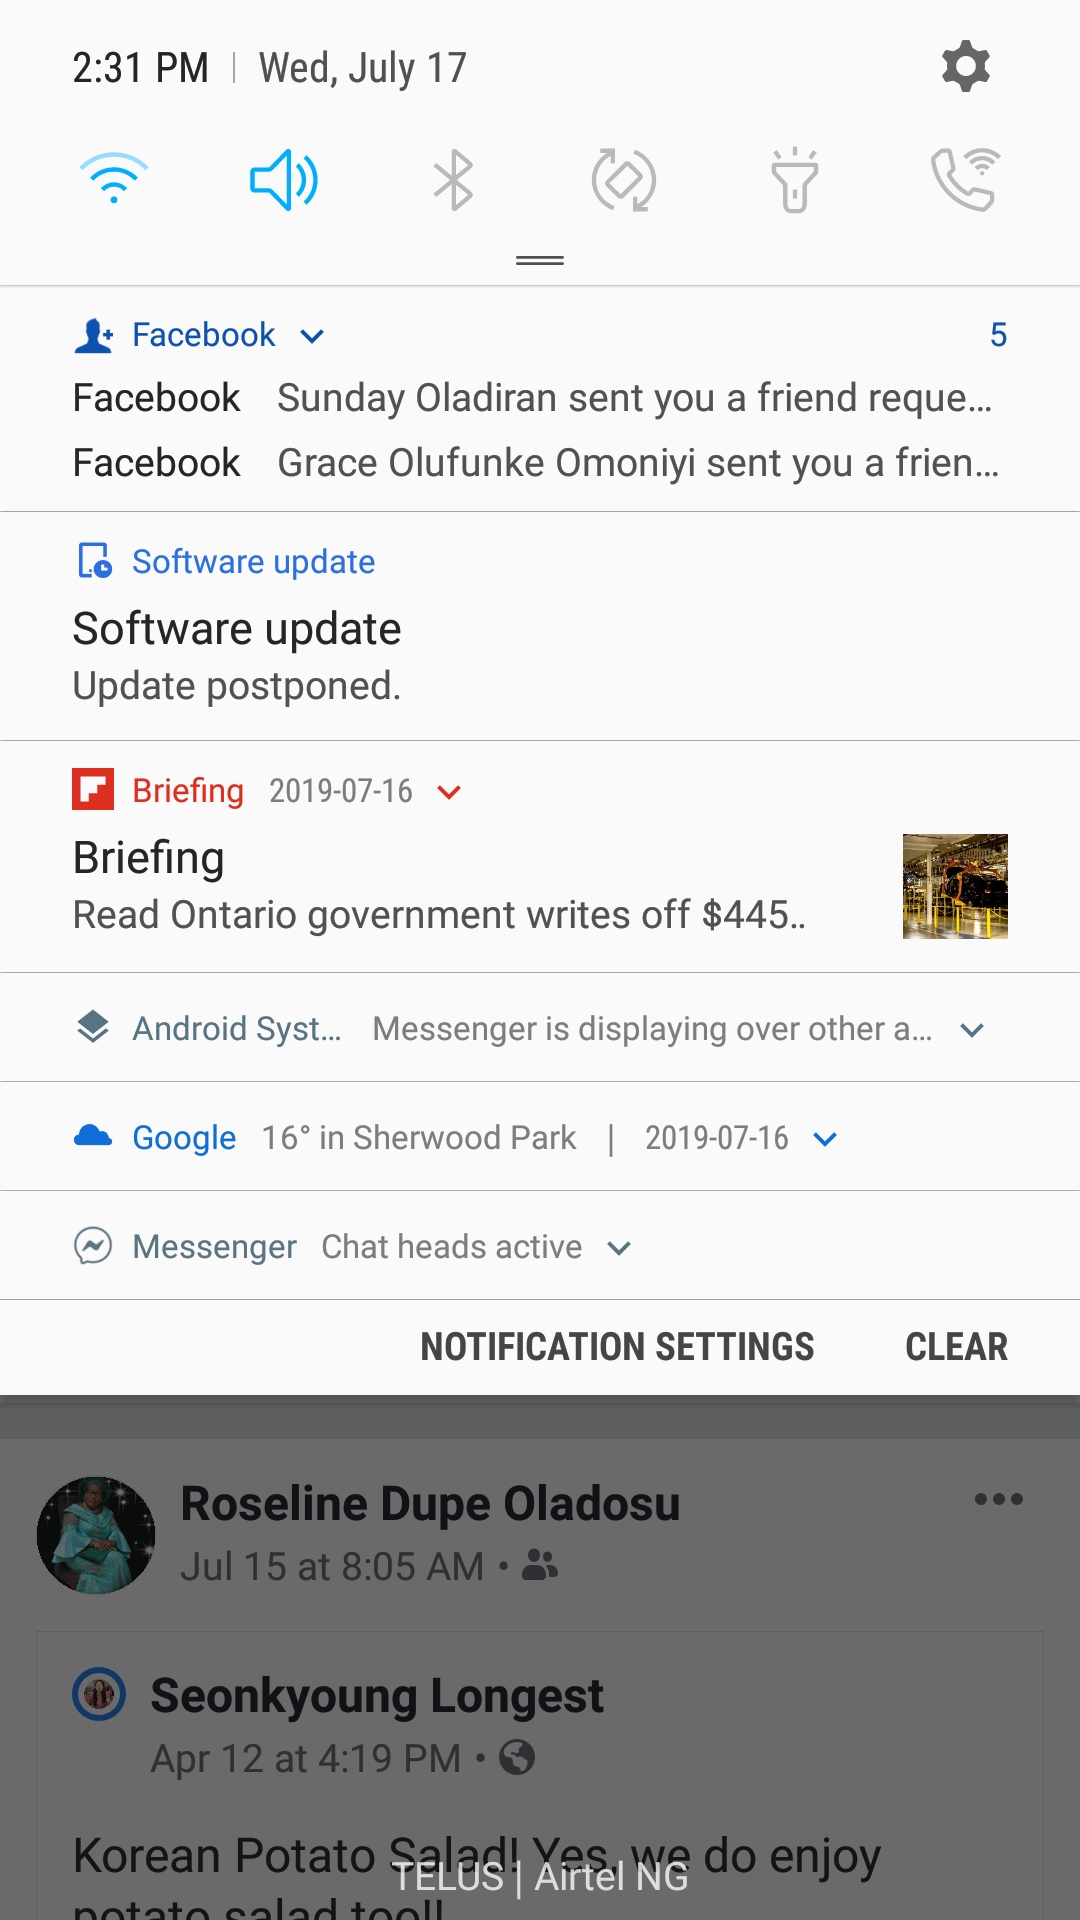 2:31 PM | Wed, July 17
Facebook 5
Facebook Sunday Oladiran sent you a friend reque...
Facebook Grace Olufunke Omoniyi sent you a frien...
Software update
Software update
Update postponed.
Briefing 2019-07-16
Briefing
Read Ontario government writes off $445..
Android Syst... Messenger is displaying over other a...
Google 16° in Sherwood Park | 2019-07-16
Messenger Chat heads active
NOTIFICATION SETTINGS CLEAR
Roseline Dupe Oladosu
Jul 15 at 8:05 AM •
Seonkyoung Longest
Apr 12 at 4:19 PM •
Korean Potato Salad! Yes, we do enjoy
TELUS | Airtel NG
potato salad too!!